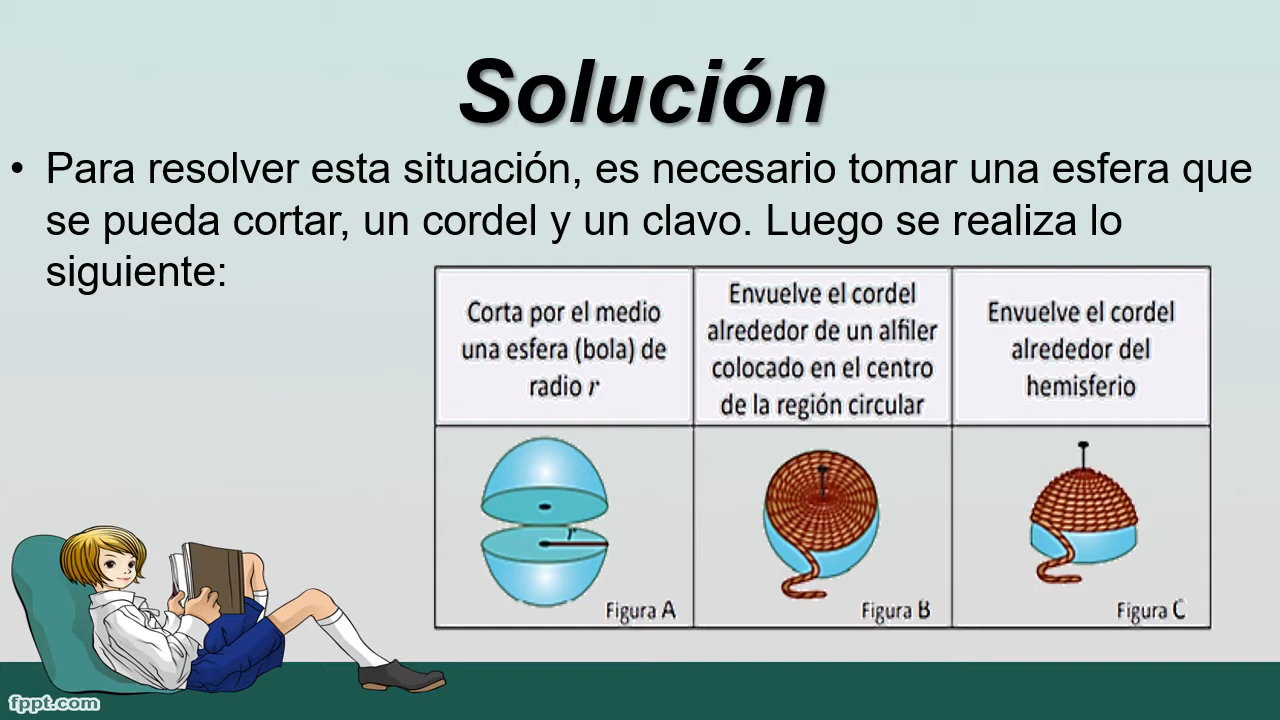 Solución
• Para resolver esta situación, es necesario tomar una esfera que
se pueda cortar, un cordel y un clavo. Luego se realiza lo
siguiente:
Corta por el medio
una esfera (bola) de
radio r
Envuelve el cordel
alrededor de un alfiler
colocado en el centro
de la región circular
Envuelve el cordel
alrededor del
hemisferio
r
Figura A
Figura B
Figura C
fppt.com